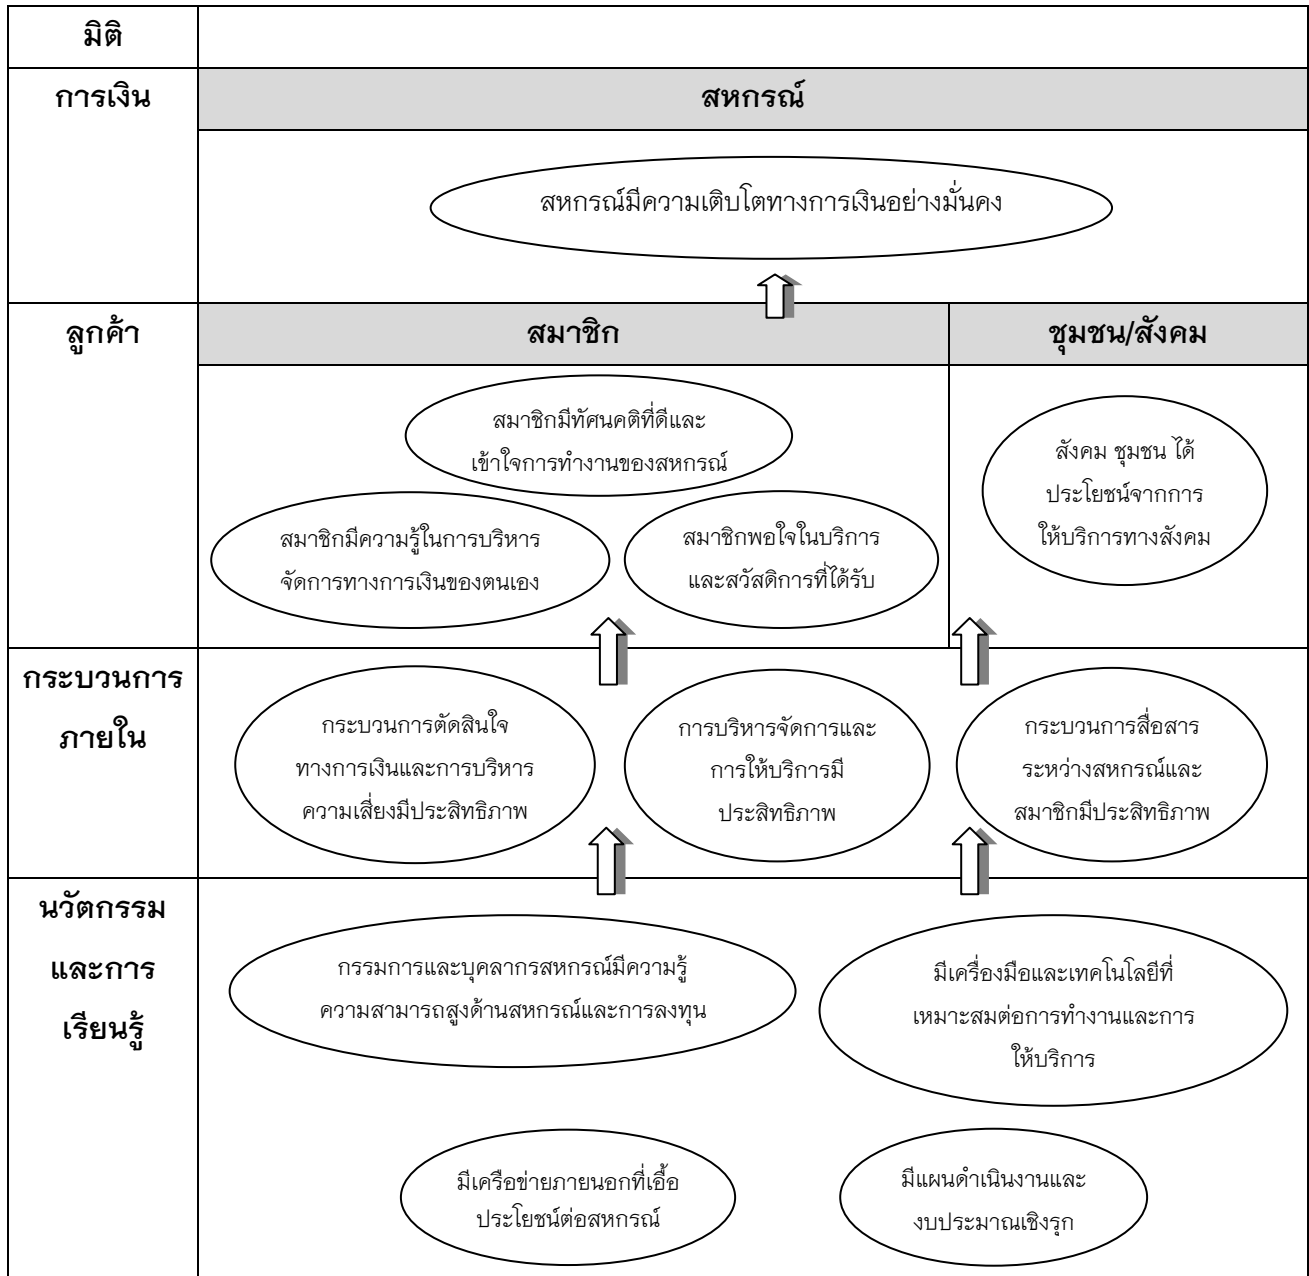 มิติ
การเงิน
สหกรณ์
สหกรณ์มีความเติบโตทางการเงินอย่างมั่นคง
ลูกค้า
สมาชิก
ชุมชน/สังคม
สมาชิกมีทัศนคติที่ดีและ
เข้าใจการทำงานของสหกรณ์
สมาชิกมีความรู้ในการบริหาร
จัดการทางการเงินของตนเอง
สมาชิกพอใจในบริการ
และสวัสดิการที่ได้รับ
สังคม ชุมชน ได้
ประโยชน์จากการ
ให้บริการทางสังคม
กระบวนการ
ภายใน
กระบวนการตัดสินใจ
ทางการเงินและการบริหาร
ความเสี่ยงมีประสิทธิภาพ
การบริหารจัดการและ
การให้บริการมี
ประสิทธิภาพ
กระบวนการสื่อสาร
ระหว่างสหกรณ์และ
สมาชิกมีประสิทธิภาพ
นวัตกรรม
และการ
เรียนรู้
กรรมการและบุคลากรสหกรณ์มีความรู้
ความสามารถสูงด้านสหกรณ์และการลงทุน
มีเครื่องมือและเทคโนโลยีที่
เหมาะสมต่อการทำงานและการ
ให้บริการ
มีเครือข่ายภายนอกที่เอื้อ
ประโยชน์ต่อสหกรณ์
มีแผนดำเนินงานและ
งบประมาณเชิงรุก